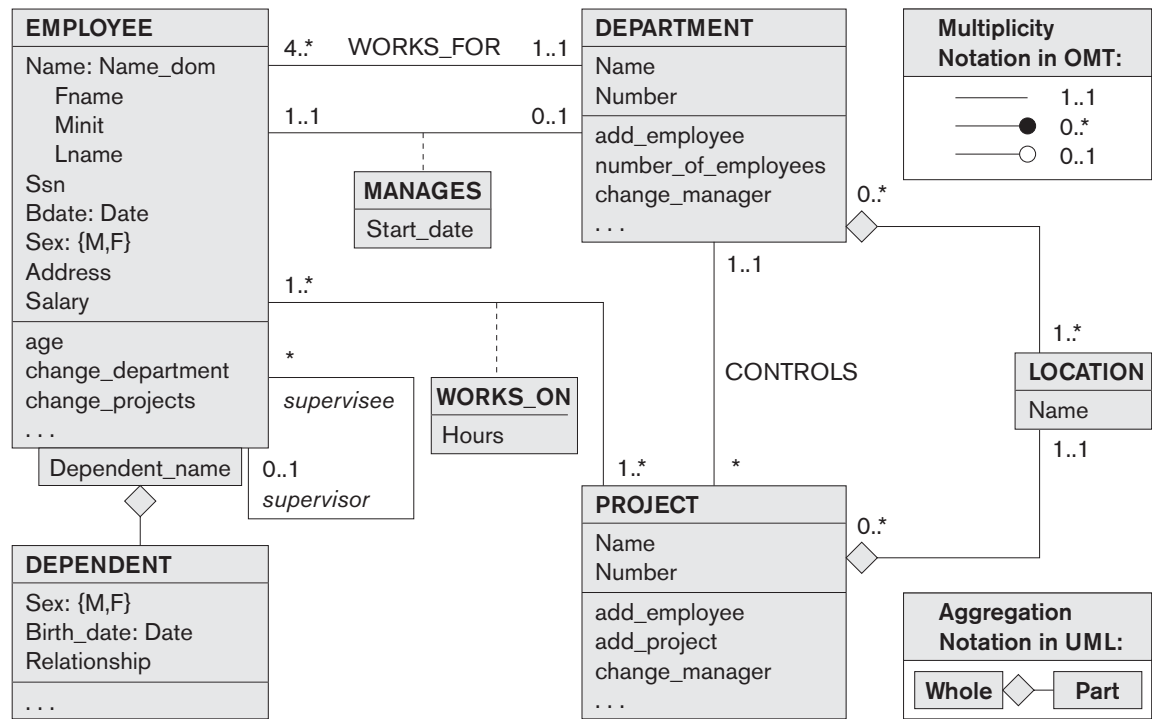 EMPLOYEE
Name: Name_dom
Fname
Minit
Lname
Ssn
Bdate: Date
Sex: {M,F}
Address
Salary
age
change_department
change_projects
. . .
Dependent_name
DEPENDENT
Sex: {M,F}
Birth_date: Date
Relationship
. . .
4..*
WORKS_FOR
1..1
1..1
0..1
MANAGES
Start_date
1..*
*
supervisee
0..1
supervisor
WORKS_ON
Hours
1..*
DEPARTMENT
Name
Number
add_employee
number_of_employees
change_manager
. . .
0..*
1..1
CONTROLS
*
PROJECT
Name
Number
add_employee
add_project
change_manager
. . .
0..*
1..*
LOCATION
Name
1..1
Multiplicity
Notation in OMT:
1..1
0..*
0..1
Aggregation
Notation in UML:
Whole
Part